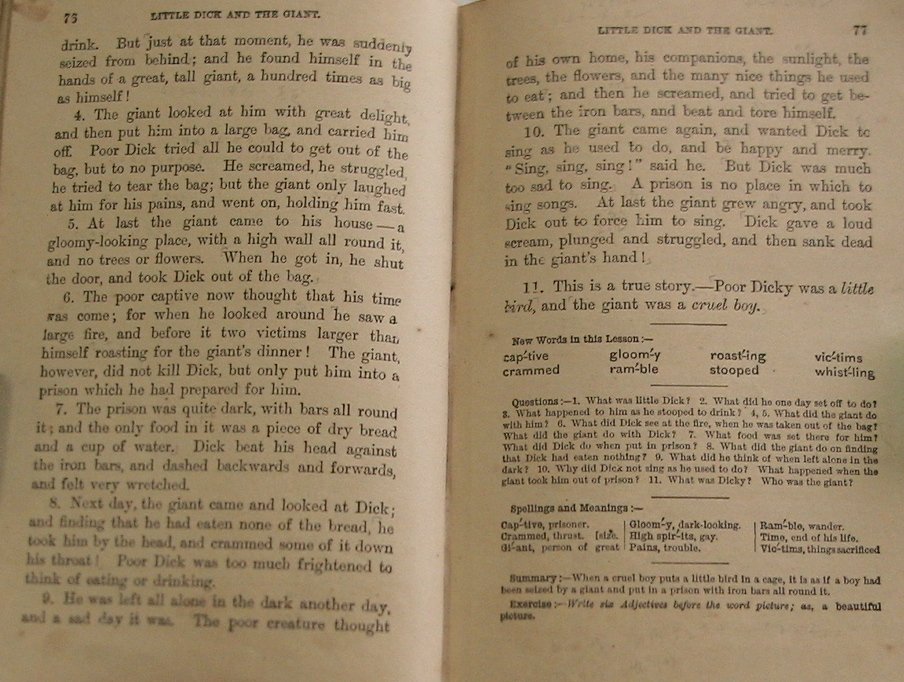 76
LITTLE DICK AND THE GIANT.
drink. But just at that moment, he was suddenly
seized from behind; and he found himself in the
hands of a great, tall giant, a hundred times as big
as himself!
4. The giant looked at him with great delight,
and then put him into a large bag, and carried him
off. Poor Dick tried all he could to get out of the
bag, but to no purpose. He screamed, he struggled,
he tried to tear the bag; but the giant only laughed
at him for his pains, and went on, holding him fast.
5. At last the giant came to his house—a
gloomy-looking place, with a high wall all round it,
and no trees or flowers. When he got in, he shut
the door, and took Dick out of the bag.
6. The poor captive now thought that his time
was come; for when he looked around he saw a
large fire, and before it two victims larger than
himself roasting for the giant's dinner! The giant,
however, did not kill Dick, but only put him into a
prison which he had prepared for him.
7. The prison was quite dark, with bars all round
it; and the only food in it was a piece of dry bread
and a cup of water. Dick beat his head against
the iron bars, and dashed backwards and forwards,
and felt very wretched.
8. Next day, the giant came and looked at Dick;
and finding that he had eaten none of the bread, he
took him by the head, and crammed some of it down
his throat! Poor Dick was too much frightened to
think of eating or drinking.
9. He was left all alone in the dark another day,
and a sad day it was. The poor creature thought
LITTLE DICK AND THE GIANT.
77
of his own home, his companions, the sunlight, the
trees, the flowers, and the many nice things he used
to eat; and then he screamed, and tried to get be-
tween the iron bars, and beat and tore himself.
10. The giant came again, and wanted Dick to
sing as he used to do, and be happy and merry.
"Sing, sing, sing!" said he. But Dick was much
too sad to sing. A prison is no place in which to
sing songs. At last the giant grew angry, and took
Dick out to force him to sing. Dick gave a loud
scream, plunged and struggled, and then sank dead
in the giant's hand!
11. This is a true story.—Poor Dicky was a little
bird, and the giant was a cruel boy.
New Words in this Lesson:—
cap´-tive gloom´-y roast´-ing vic´-tims
crammed ram´-ble stooped whist´-ling
Questions:—1. What was little Dick? 2. What did he one day set off to do?
3. What happened to him as he stooped to drink? 4, 5. What did the giant do
with him? 6. What did Dick see at the fire, when he was taken out of the bag?
What did the giant do with Dick? 7. What food was set there for him?
What did Dick do when put in prison? 8. What did the giant do on finding
that Dick had eaten nothing? 9. What did he think of when left alone in the
dark? 10. Why did Dick not sing as he used to do? What happened when the
giant took him out of prison? 11. What was Dicky? Who was the giant?
Spellings and Meanings:—
Cap´-tive, prisoner.
Crammed, thrust. [size.
Gi´-ant, person of great
Gloom´-y, dark-looking.
High spir´-its, gay.
Pains, trouble.
Ram´-ble, wander.
Time, end of his life.
Vic´-tims, things sacrificed
Summary:—When a cruel boy puts a little bird in a cage, it is as if a boy had
been seized by a giant and put in a prison with iron bars all round it.
Exercise:—Write six Adjectives before the word picture; as, a beautiful
picture.